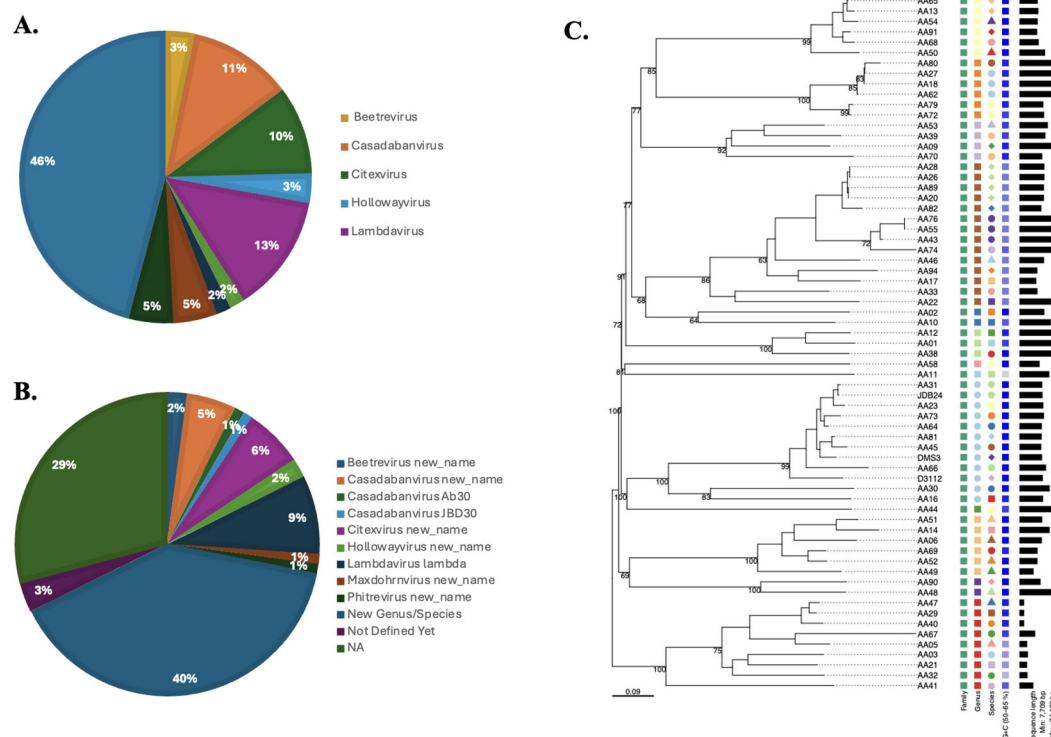 A.
3%
11%
10%
3%
13%
2%
2%
5%
5%
46%
Beetrevirus
Casadabanvirus
Citexvirus
Hollowayvirus
Lambdavirus
B.
2%
5%
1%
1%
6%
2%
9%
1%
1%
40%
3%
29%
Beetrevirus new_name
Casadabanvirus new_name
Casadabanvirus Ab30
Casadabanvirus JBD30
Citexvirus new_name
Hollowayvirus new_name
Lambdavirus lambda
Maxdohrnvirus new_name
Phitrevirus new_name
New Genus/Species
Not Defined Yet
NA
C.
AA65
AA13
AA54
AA91
99 AA68
AA50
85 AA80
83 AA27
85 AA18
100 AA62
AA79
77 99 AA72
AA53
AA39
AA09
92 AA70
AA28
AA26
AA89
AA20
77 AA82
AA76
AA55
AA43
72 AA74
63 AA46
91 AA94
86 AA17
AA33
68 AA22
AA02
72 64 AA10
AA12
AA01
100 AA38
AA58
81 AA11
AA31
JDB24
AA23
100 AA73
AA64
AA81
AA45
DMS3
99 AA66
100 D3112
AA30
100 83 AA16
AA44
AA51
AA14
AA06
AA69
100 AA52
69 AA49
AA90
100 AA48
AA47
AA29
AA40
AA67
75 AA05
AA03
100 AA21
AA32
AA41
0.09
Family
Genus
Species
G+C (50–65 %)
equence length
Min: 7,709 bp